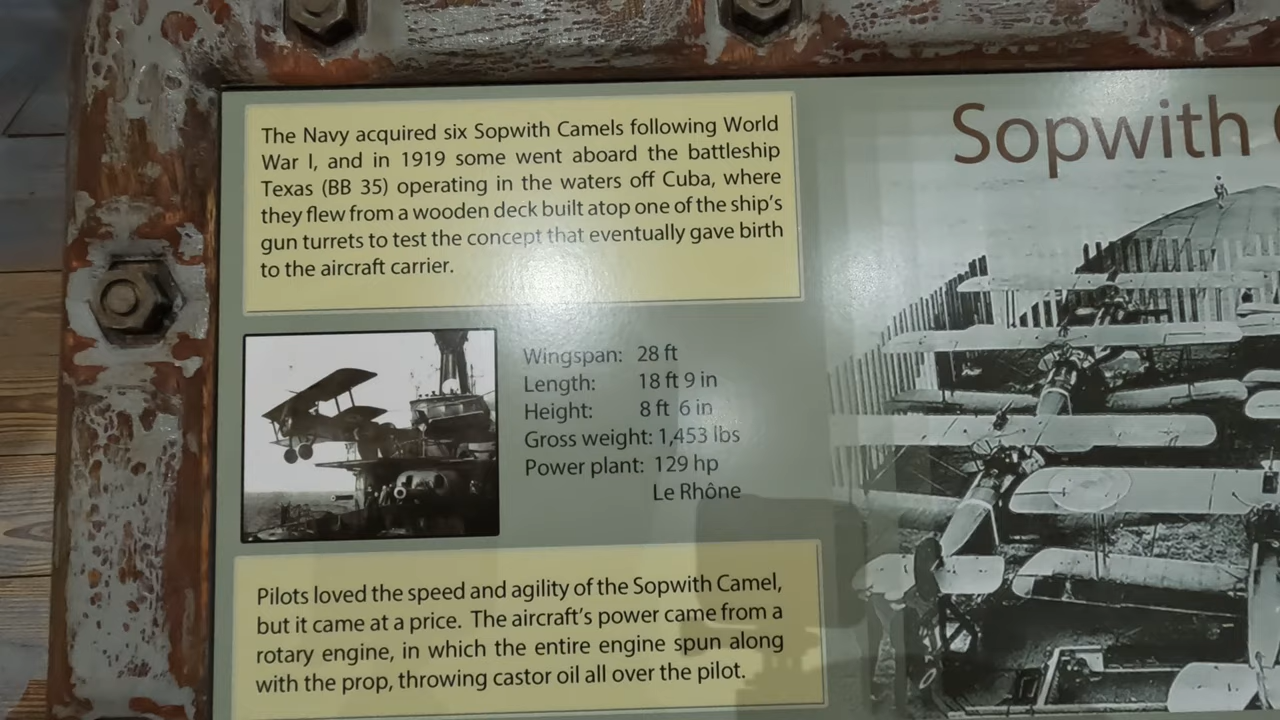 The Navy acquired six Sopwith Camels following World
War I, and in 1919 some went aboard the battleship
Texas (BB 35) operating in the waters off Cuba, where
they flew from a wooden deck built atop one of the ship's
gun turrets to test the concept that eventually gave birth
to the aircraft carrier.
Sopwith
Wingspan: 28 ft
Length: 18 ft 9 in
Height: 8 ft 6 in
Gross weight: 1,453 lbs
Power plant: 129 hp
Le Rhône
Pilots loved the speed and agility of the Sopwith Camel,
but it came at a price. The aircraft's power came from a
rotary engine, in which the entire engine spun along
with the prop, throwing castor oil all over the pilot.